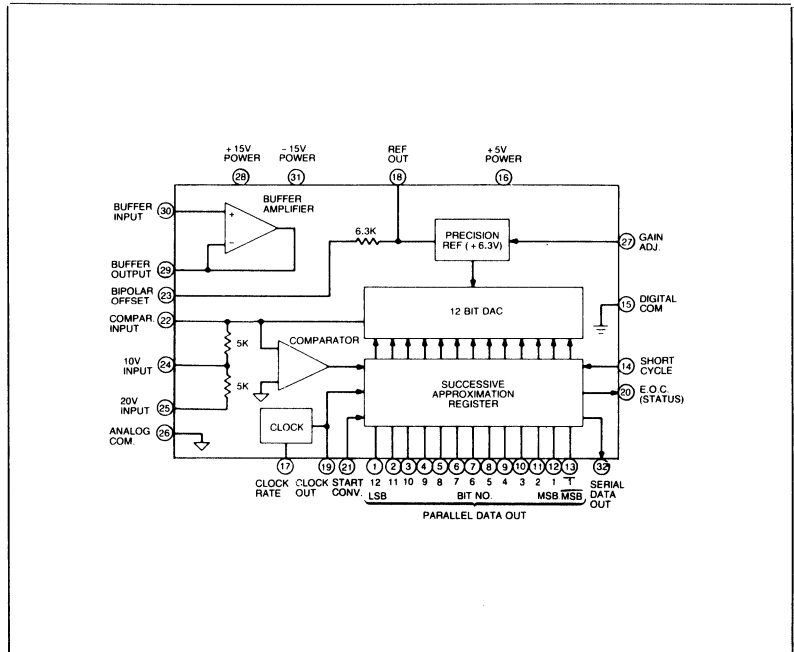 + 15V POWER
28
− 15V POWER
31
REF OUT
18
+ 5V POWER
16
BUFFER INPUT
30
BUFFER AMPLIFIER
+
−
BUFFER OUTPUT
29
BIPOLAR OFFSET
23
6.3K
PRECISION REF (+ 6.3V)
27
GAIN ADJ.
COMPAR. INPUT
22
12 BIT DAC
15
DIGITAL COM
5K
10V INPUT
24
5K
20V INPUT
25
COMPARATOR
SUCCESSIVE APPROXIMATION REGISTER
14
SHORT CYCLE
20
E.O.C. (STATUS)
ANALOG COM.
26
CLOCK
17 19 21 1 2 3 4 5 6 7 8 9 10 11 12 13 32
CLOCK RATE
CLOCK OUT
START CONV.
12 11 10 9 8 7 6 5 4 3 2 1 1̅
LSB BIT NO. MSB M̅S̅B̅
SERIAL DATA OUT
PARALLEL DATA OUT